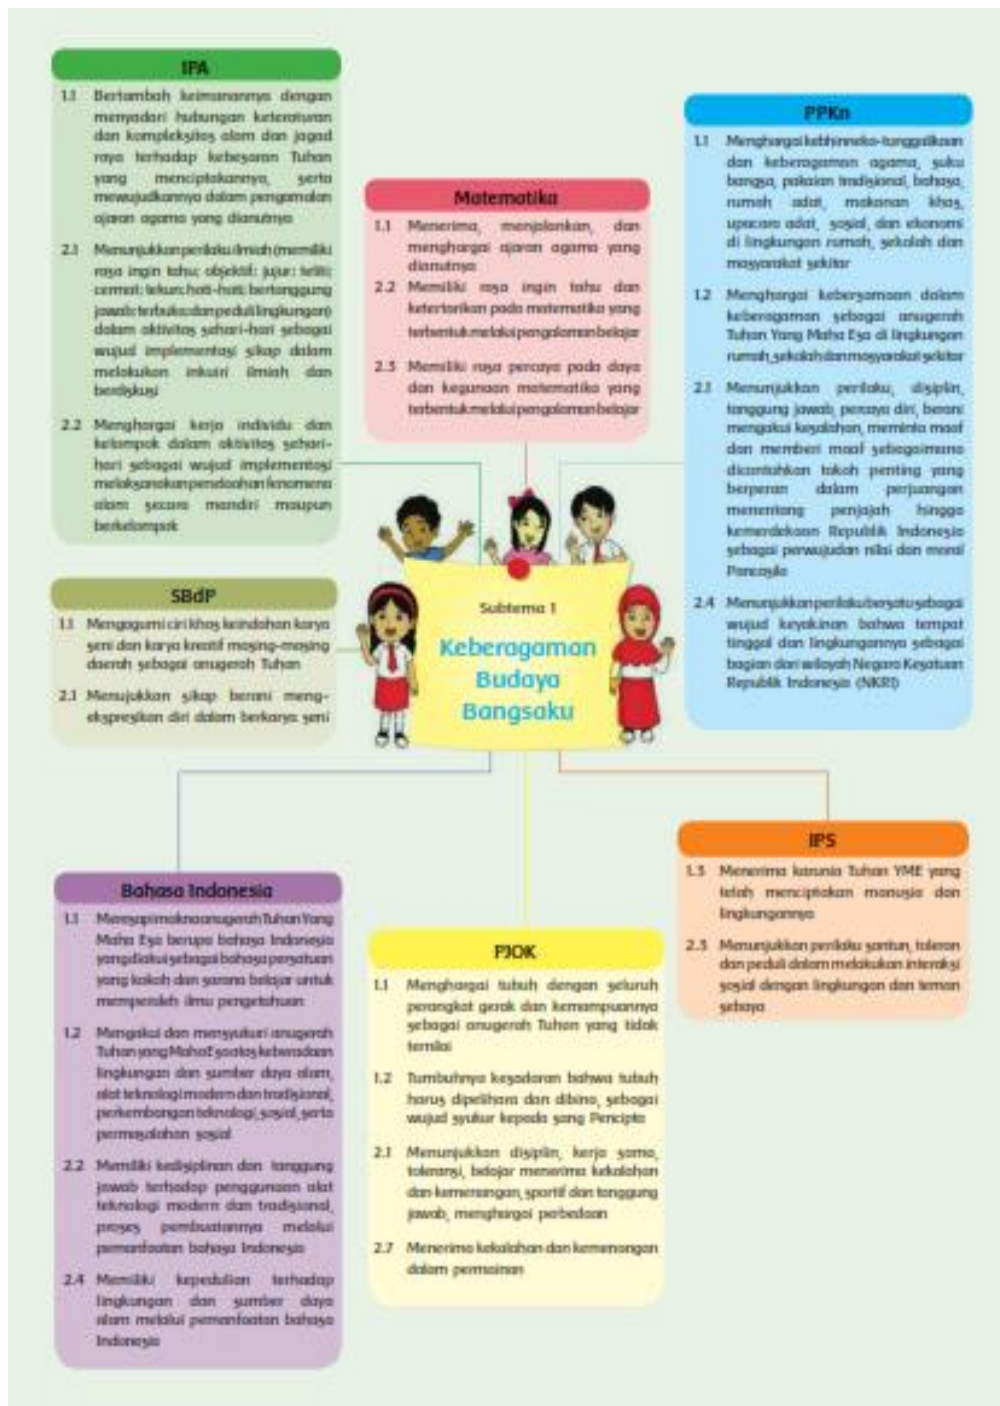 IPA
1.1 Bertambah keimanannya dengan
menyadari hubungan keteraturan
dan kompleksitas alam dan jagad
raya terhadap kebesaran Tuhan
yang menciptakannya, serta
mewujudkannya dalam pengamalan
ajaran agama yang dianutnya
2.1 Menunjukkan perilaku ilmiah (memiliki
rasa ingin tahu; objektif; jujur; teliti;
cermat; tekun; hati-hati; bertanggung
jawab; terbuka; dan peduli lingkungan)
dalam aktivitas sehari-hari sebagai
wujud implementasi sikap dalam
melakukan inkuiri ilmiah dan
berdiskusi
2.2 Menghargai kerja individu dan
kelompok dalam aktivitas sehari-
hari sebagai wujud implementasi
melaksanakan penelaahan fenomena
alam secara mandiri maupun
berkelompok
Matematika
1.1 Menerima, menjalankan, dan
menghargai ajaran agama yang
dianutnya
2.2 Memiliki rasa ingin tahu dan
ketertarikan pada matematika yang
terbentuk melalui pengalaman belajar
2.3 Memiliki rasa percaya pada daya
dan kegunaan matematika yang
terbentuk melalui pengalaman belajar
PPKn
1.1 Menghargai kebhinneka-tunggalikaan
dan keberagaman agama, suku
bangsa, pakaian tradisional, bahasa,
rumah adat, makanan khas,
upacara adat, sosial, dan ekonomi
di lingkungan rumah, sekolah dan
masyarakat sekitar
1.2 Menghargai kebersamaan dalam
keberagaman sebagai anugerah
Tuhan Yang Maha Esa di lingkungan
rumah, sekolah dan masyarakat sekitar
2.1 Menunjukkan perilaku, disiplin,
tanggung jawab, percaya diri, berani
mengakui kesalahan, meminta maaf
dan memberi maaf sebagaimana
dicontohkan tokoh penting yang
berperan dalam perjuangan
menentang penjajah hingga
kemerdekaan Republik Indonesia
sebagai perwujudan nilai dan moral
Pancasila
2.4 Menunjukkan perilaku bersatu sebagai
wujud keyakinan bahwa tempat
tinggal dan lingkungannya sebagai
bagian dari wilayah Negara Kesatuan
Republik Indonesia (NKRI)
SBdP
1.1 Mengagumi ciri khas keindahan karya
seni dan karya kreatif masing-masing
daerah sebagai anugerah Tuhan
2.1 Menujukkan sikap berani meng-
ekspresikan diri dalam berkarya seni
Subtema 1
Keberagaman
Budaya
Bangsaku
Bahasa Indonesia
1.1 Meresapi makna anugerah Tuhan Yang
Maha Esa berupa bahasa Indonesia
yang diakui sebagai bahasa persatuan
yang kokoh dan sarana belajar untuk
memperoleh ilmu pengetahuan
1.2 Mengakui dan mensyukuri anugerah
Tuhan yang Maha Esa atas keberadaan
lingkungan dan sumber daya alam,
alat teknologi modern dan tradisional,
perkembangan teknologi, sosial, serta
permasalahan sosial
2.2 Memiliki kedisiplinan dan tanggung
jawab terhadap penggunaan alat
teknologi modern dan tradisional,
proses pembuatannya melalui
pemanfaatan bahasa Indonesia
2.4 Memiliki kepedulian terhadap
lingkungan dan sumber daya
alam melalui pemanfaatan bahasa
Indonesia
PJOK
1.1 Menghargai tubuh dengan seluruh
perangkat gerak dan kemampuannya
sebagai anugerah Tuhan yang tidak
ternilai
1.2 Tumbuhnya kesadaran bahwa tubuh
harus dipelihara dan dibina, sebagai
wujud syukur kepada sang Pencipta
2.1 Menunjukkan disiplin, kerja sama,
toleransi, belajar menerima kekalahan
dan kemenangan, sportif dan tanggung
jawab, menghargai perbedaan
2.7 Menerima kekalahan dan kemenangan
dalam permainan
IPS
1.3 Menerima karunia Tuhan YME yang
telah menciptakan manusia dan
lingkungannya
2.3 Menunjukkan perilaku santun, toleran
dan peduli dalam melakukan interaksi
sosial dengan lingkungan dan teman
sebaya